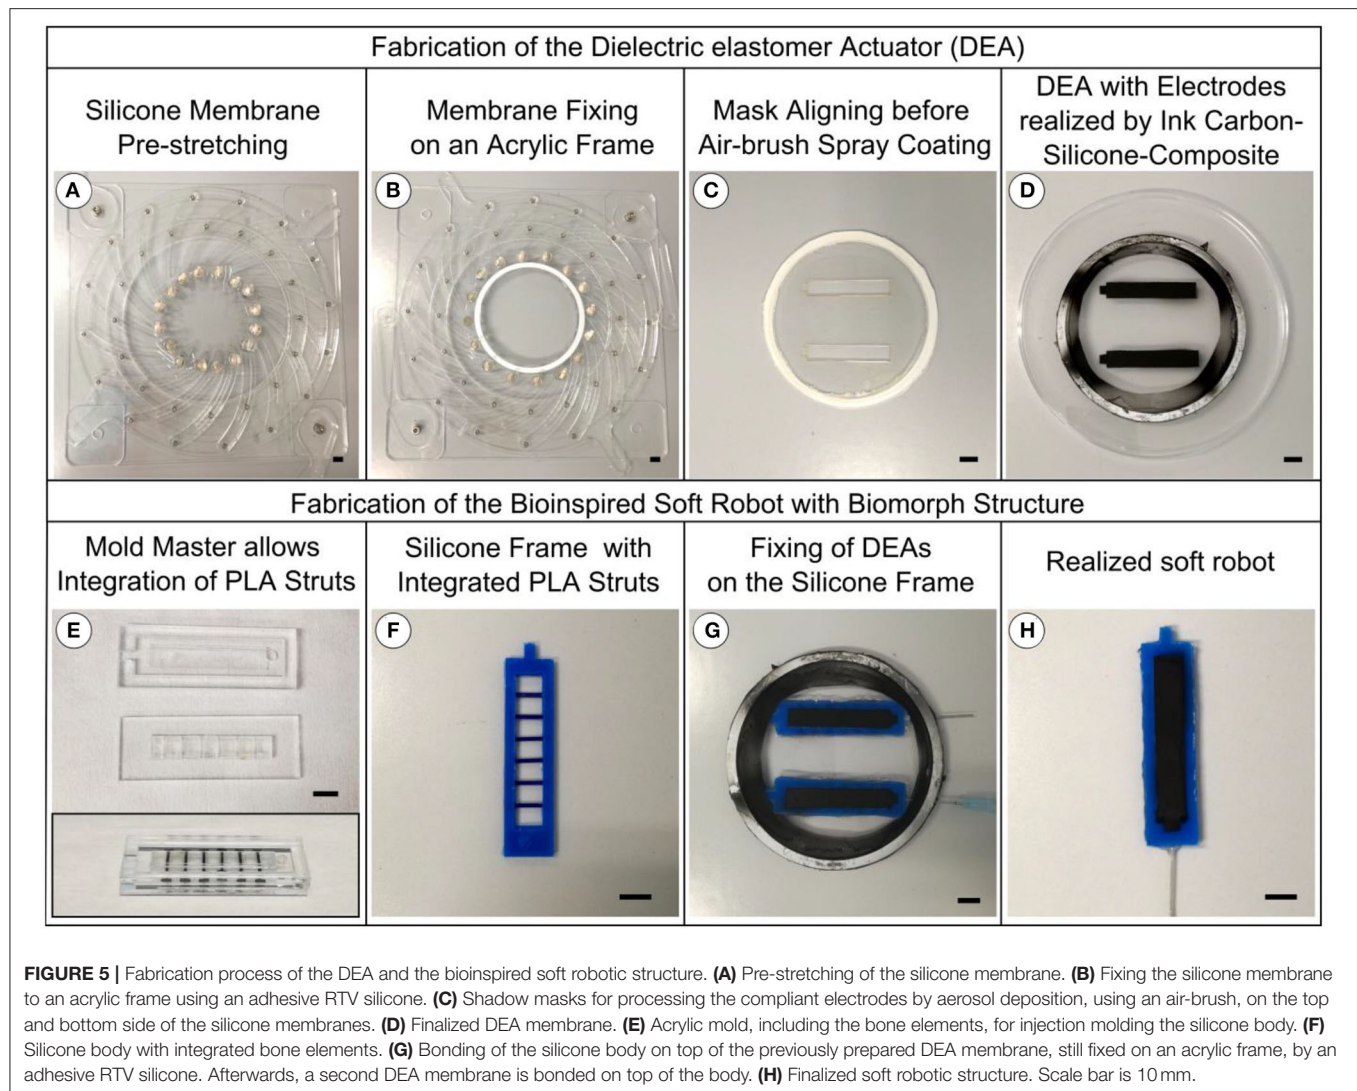 Fabrication of the Dielectric elastomer Actuator (DEA)
Silicone Membrane
Pre-stretching
Membrane Fixing
on an Acrylic Frame
Mask Aligning before
Air-brush Spray Coating
DEA with Electrodes
realized by Ink Carbon-
Silicone-Composite
A
B
C
D
Fabrication of the Bioinspired Soft Robot with Biomorph Structure
Mold Master allows
Integration of PLA Struts
Silicone Frame with
Integrated PLA Struts
Fixing of DEAs
on the Silicone Frame
Realized soft robot
E
F
G
H
FIGURE 5 | Fabrication process of the DEA and the bioinspired soft robotic structure. (A) Pre-stretching of the silicone membrane. (B) Fixing the silicone membrane
to an acrylic frame using an adhesive RTV silicone. (C) Shadow masks for processing the compliant electrodes by aerosol deposition, using an air-brush, on the top
and bottom side of the silicone membranes. (D) Finalized DEA membrane. (E) Acrylic mold, including the bone elements, for injection molding the silicone body. (F)
Silicone body with integrated bone elements. (G) Bonding of the silicone body on top of the previously prepared DEA membrane, still fixed on an acrylic frame, by an
adhesive RTV silicone. Afterwards, a second DEA membrane is bonded on top of the body. (H) Finalized soft robotic structure. Scale bar is 10 mm.